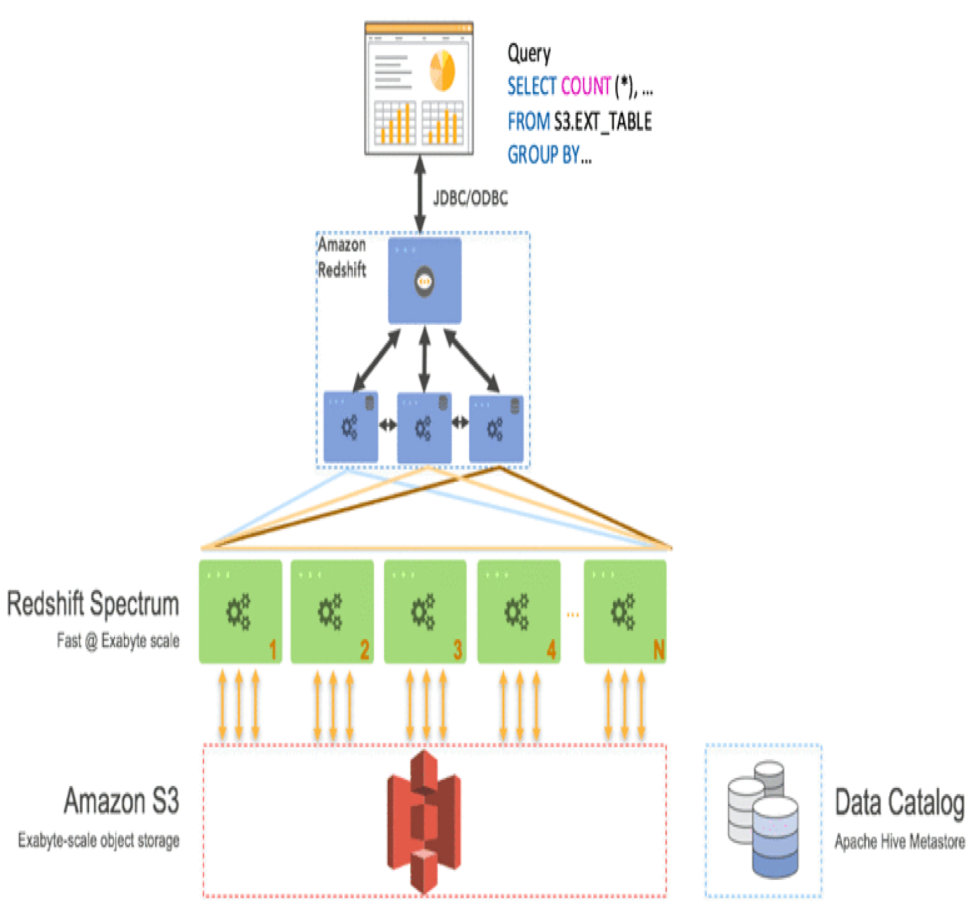 Query
SELECT COUNT (*), ...
FROM S3.EXT_TABLE
GROUP BY...
JDBC/ODBC
Amazon
Redshift
Redshift Spectrum
Fast @ Exabyte scale
1
2
3
4
...
N
Amazon S3
Exabyte-scale object storage
Data Catalog
Apache Hive Metastore